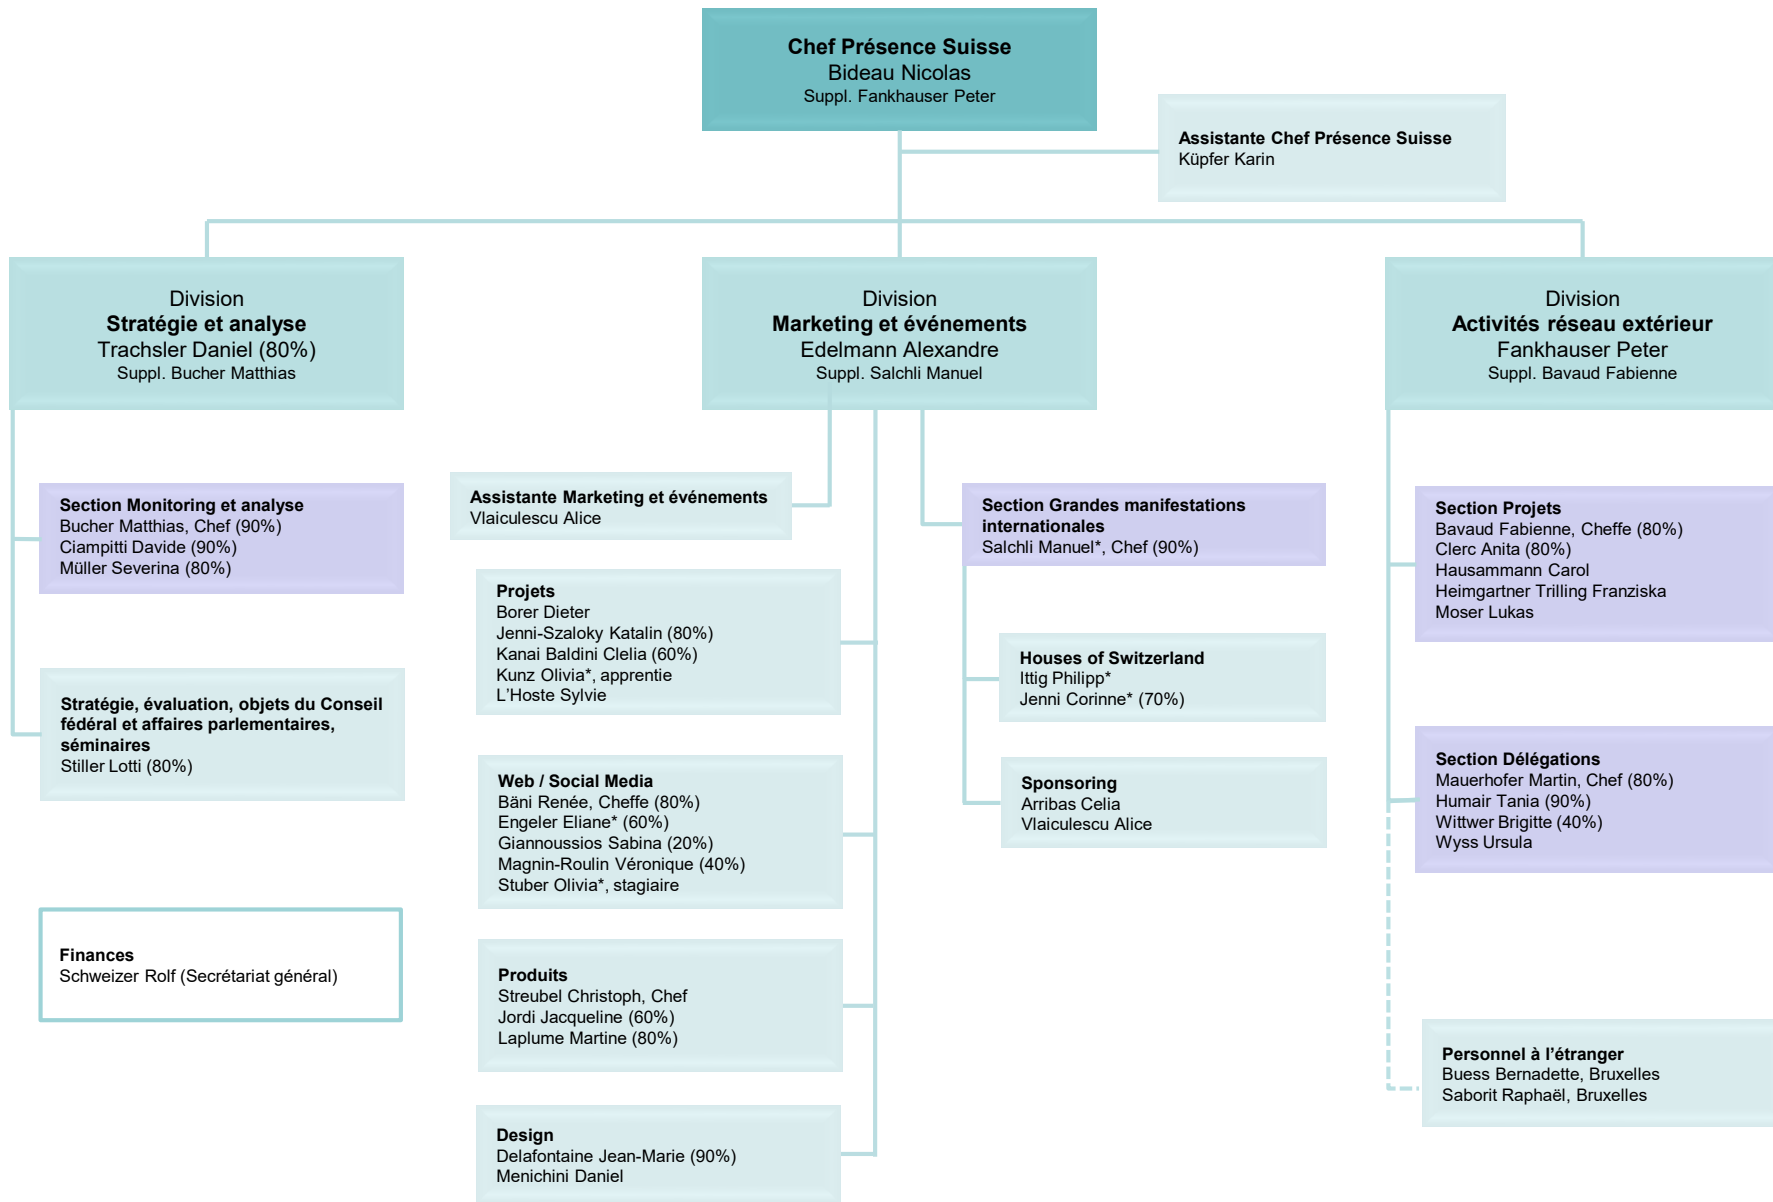 Chef Présence Suisse
Bideau Nicolas
Suppl. Fankhauser Peter
Assistante Chef Présence Suisse
Küpfer Karin
Division
Stratégie et analyse
Trachsler Daniel (80%)
Suppl. Bucher Matthias
Division
Marketing et événements
Edelmann Alexandre
Suppl. Salchli Manuel
Division
Activités réseau extérieur
Fankhauser Peter
Suppl. Bavaud Fabienne
Section Monitoring et analyse
Bucher Matthias, Chef (90%)
Ciampitti Davide (90%)
Müller Severina (80%)
Stratégie, évaluation, objets du Conseil
fédéral et affaires parlementaires,
séminaires
Stiller Lotti (80%)
Finances
Schweizer Rolf (Secrétariat général)
Assistante Marketing et événements
Vlaiculescu Alice
Projets
Borer Dieter
Jenni-Szaloky Katalin (80%)
Kanai Baldini Clelia (60%)
Kunz Olivia*, apprentie
L’Hoste Sylvie
Web / Social Media
Bäni Renée, Cheffe (80%)
Engeler Eliane* (60%)
Giannoussios Sabina (20%)
Magnin-Roulin Véronique (40%)
Stuber Olivia*, stagiaire
Produits
Streubel Christoph, Chef
Jordi Jacqueline (60%)
Laplume Martine (80%)
Design
Delafontaine Jean-Marie (90%)
Menichini Daniel
Section Grandes manifestations
internationales
Salchli Manuel*, Chef (90%)
Houses of Switzerland
Ittig Philipp*
Jenni Corinne* (70%)
Sponsoring
Arribas Celia
Vlaiculescu Alice
Section Projets
Bavaud Fabienne, Cheffe (80%)
Clerc Anita (80%)
Hausammann Carol
Heimgartner Trilling Franziska
Moser Lukas
Section Délégations
Mauerhofer Martin, Chef (80%)
Humair Tania (90%)
Wittwer Brigitte (40%)
Wyss Ursula
Personnel à l’étranger
Buess Bernadette, Bruxelles
Saborit Raphaël, Bruxelles